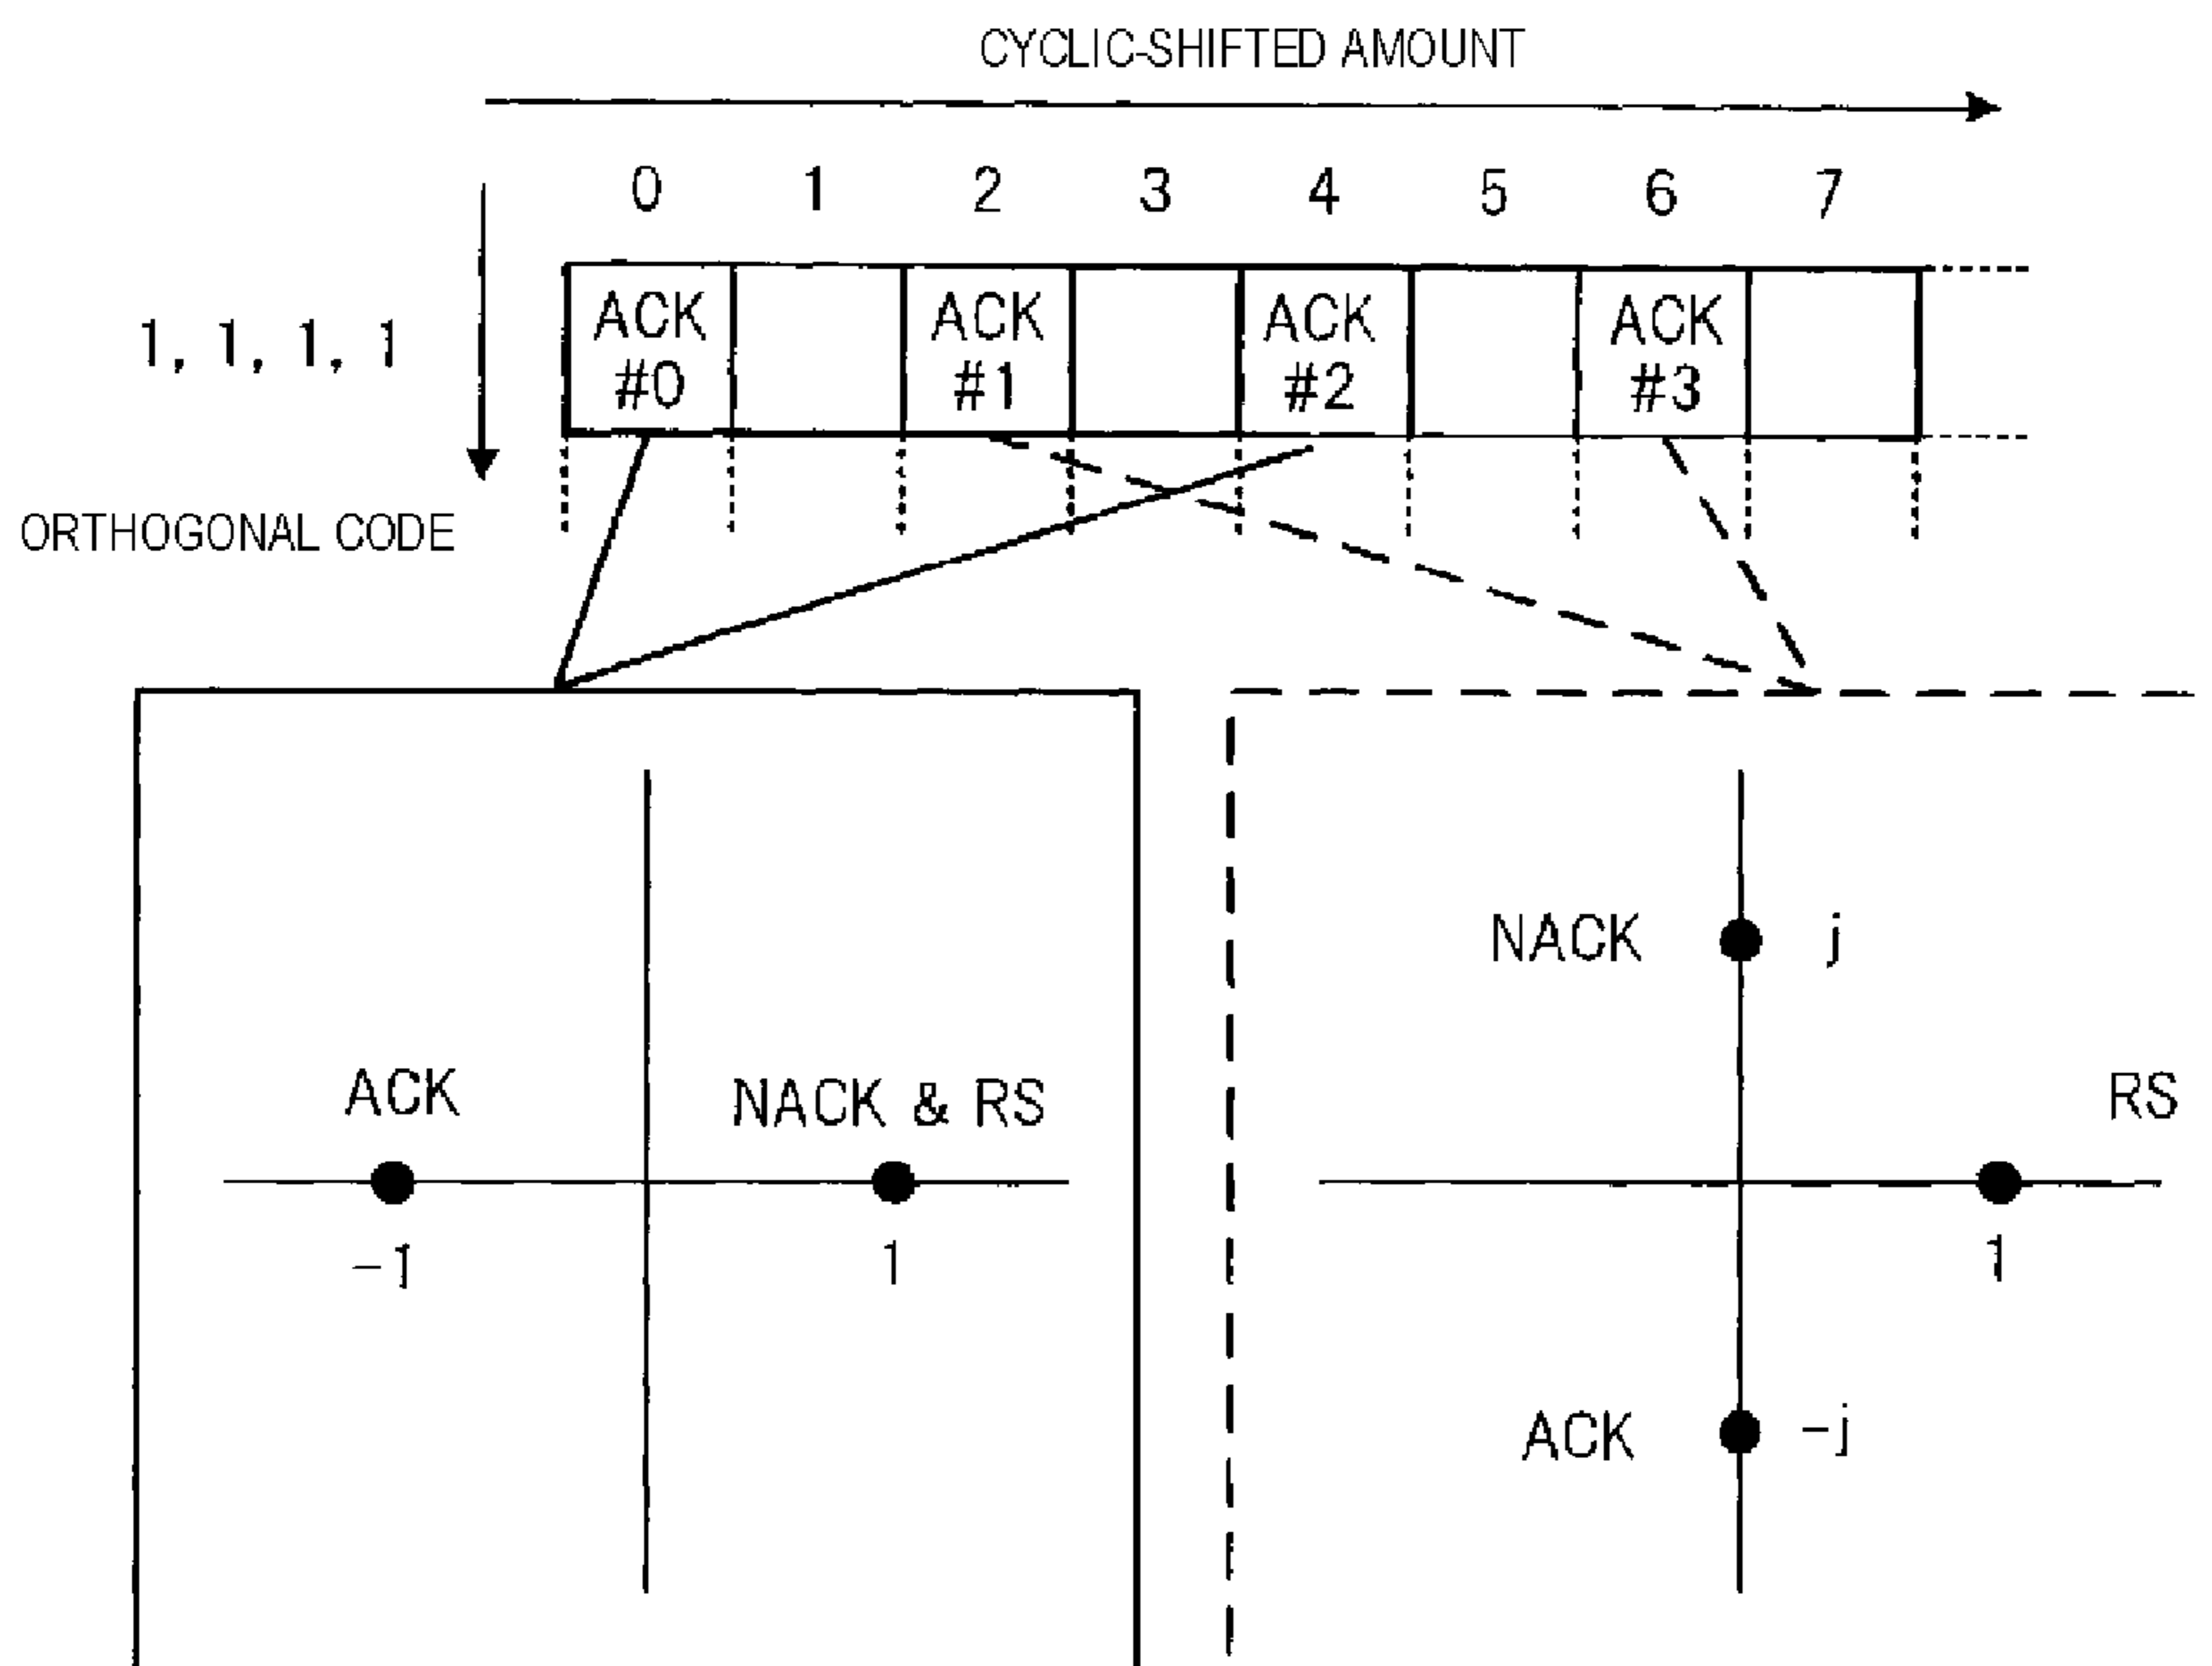 CYCLIC-SHIFTED AMOUNT
0 1 2 3 4 5 6 7
1, 1, 1, 1
ACK #0
ACK #1
ACK #2
ACK #3
ORTHOGONAL CODE
ACK
NACK & RS
-1
1
NACK
j
RS
1
ACK
-j